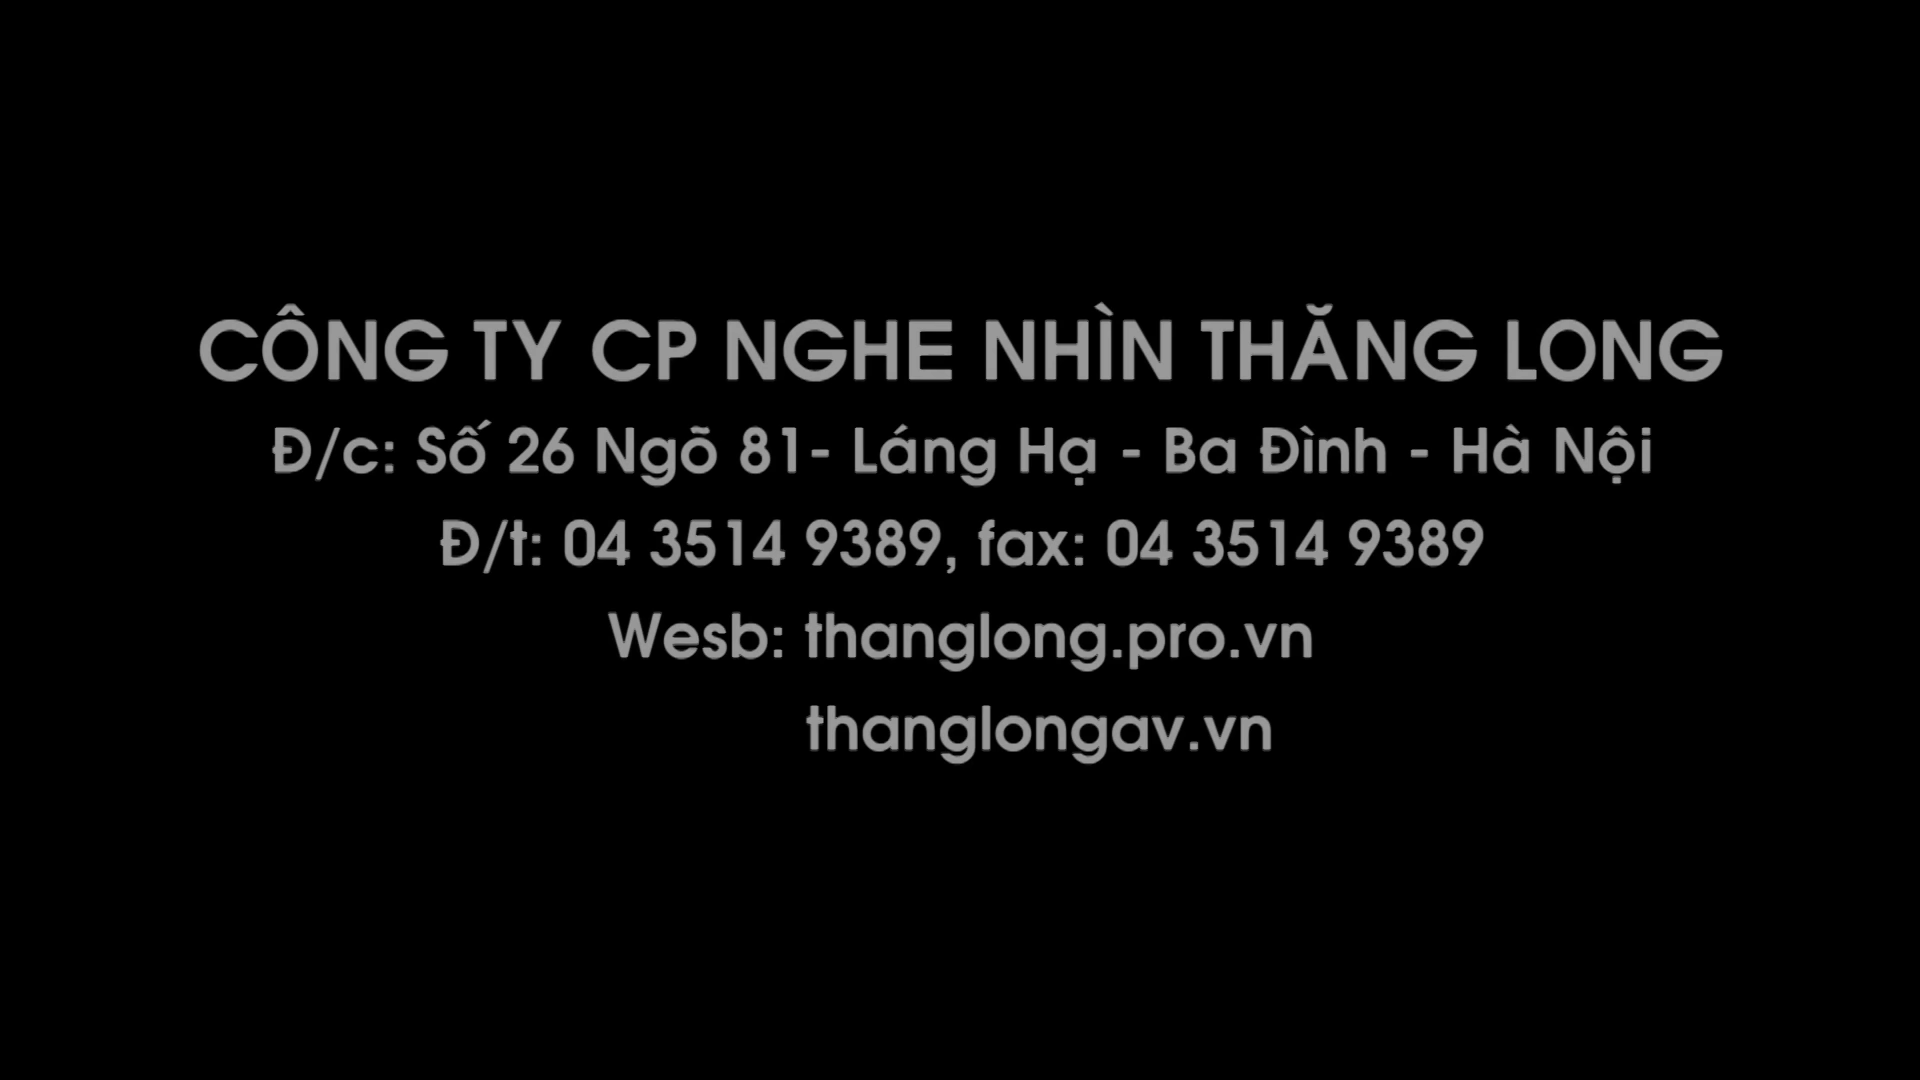 CÔNG TY CP NGHE NHÌN THĂNG LONG
Đ/c: Số 26 Ngõ 81- Láng Hạ - Ba Đình - Hà Nội
Đ/t: 04 3514 9389, fax: 04 3514 9389
Wesb: thanglong.pro.vn
thanglongav.vn